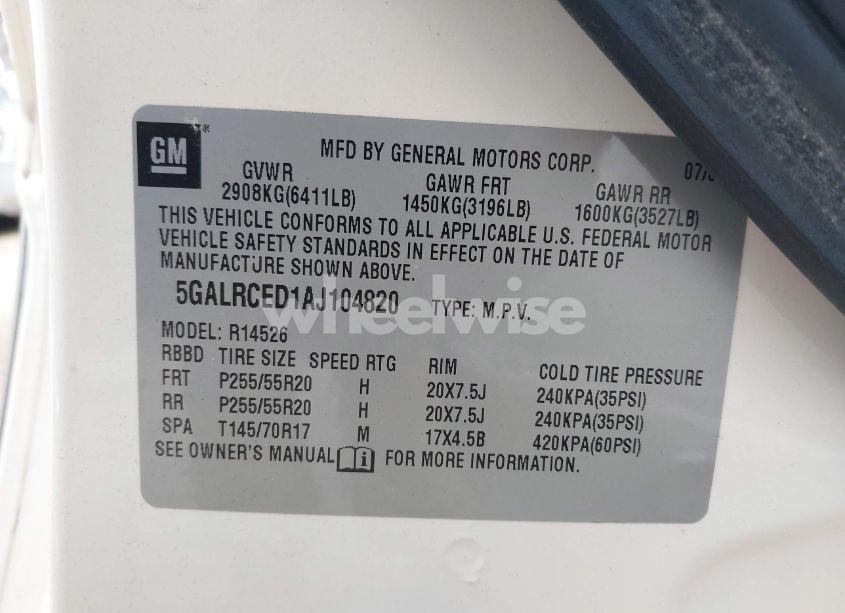 GM ®
MFD BY GENERAL MOTORS CORP. 07/
GVWR GAWR FRT GAWR RR
2908KG(6411LB) 1450KG(3196LB) 1600KG(3527LB)
THIS VEHICLE CONFORMS TO ALL APPLICABLE U.S. FEDERAL MOTOR
VEHICLE SAFETY STANDARDS IN EFFECT ON THE DATE OF
MANUFACTURE SHOWN ABOVE.
5GALRCED1AJ104820 TYPE: M.P.V.
wheelwise
MODEL: R14526
RBBD TIRE SIZE SPEED RTG RIM COLD TIRE PRESSURE
FRT P255/55R20 H 20X7.5J 240KPA(35PSI)
RR P255/55R20 H 20X7.5J 240KPA(35PSI)
SPA T145/70R17 M 17X4.5B 420KPA(60PSI)
SEE OWNER'S MANUAL i FOR MORE INFORMATION.